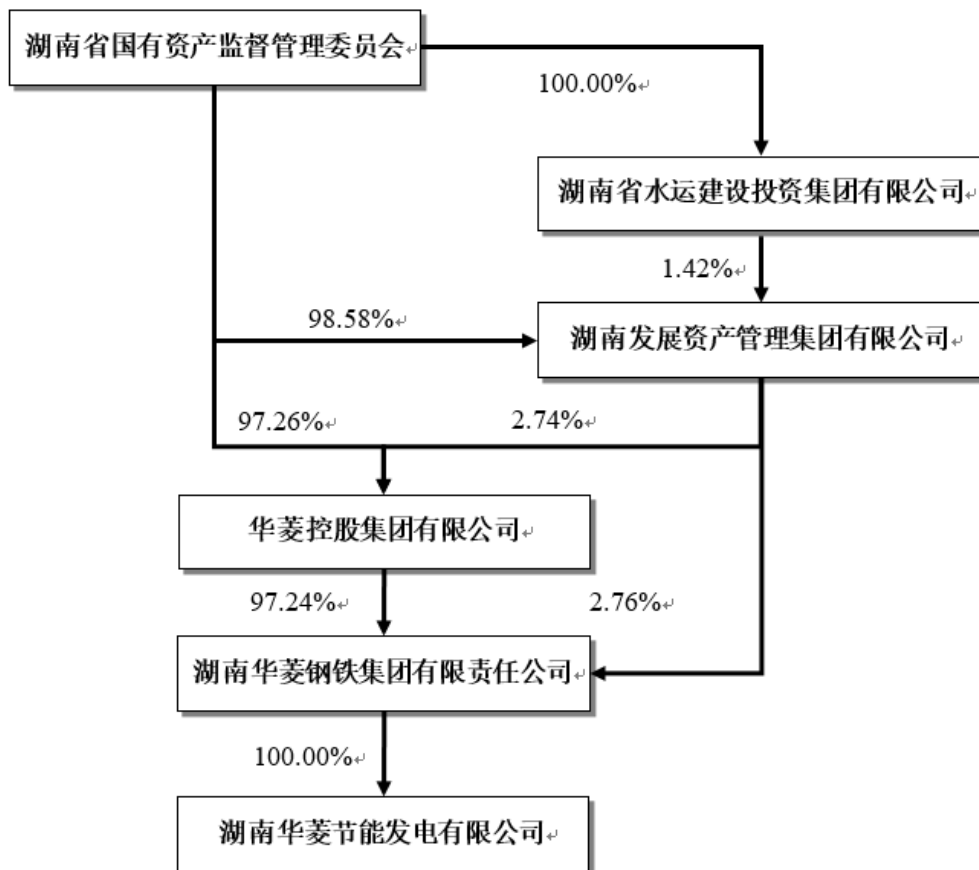 湖南省国有资产监督管理委员会
100.00%
湖南省水运建设投资集团有限公司
1.42%
98.58%
湖南发展资产管理集团有限公司
97.26%
2.74%
华菱控股集团有限公司
97.24%
2.76%
湖南华菱钢铁集团有限责任公司
100.00%
湖南华菱节能发电有限公司